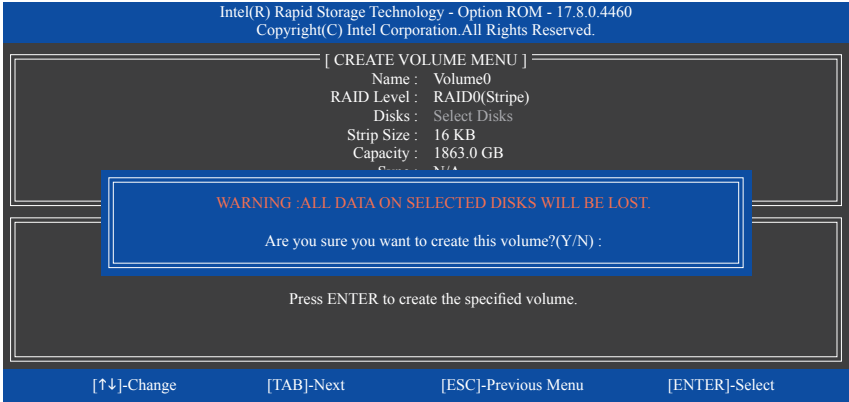 Intel(R) Rapid Storage Technology - Option ROM - 17.8.0.4460
Copyright(C) Intel Corporation.All Rights Reserved.
[ CREATE VOLUME MENU ]
Name : Volume0
RAID Level : RAID0(Stripe)
Disks : Select Disks
Strip Size : 16 KB
Capacity : 1863.0 GB
WARNING :ALL DATA ON SELECTED DISKS WILL BE LOST.
Are you sure you want to create this volume?(Y/N) :
Press ENTER to create the specified volume.
[↑↓]-Change [TAB]-Next [ESC]-Previous Menu [ENTER]-Select